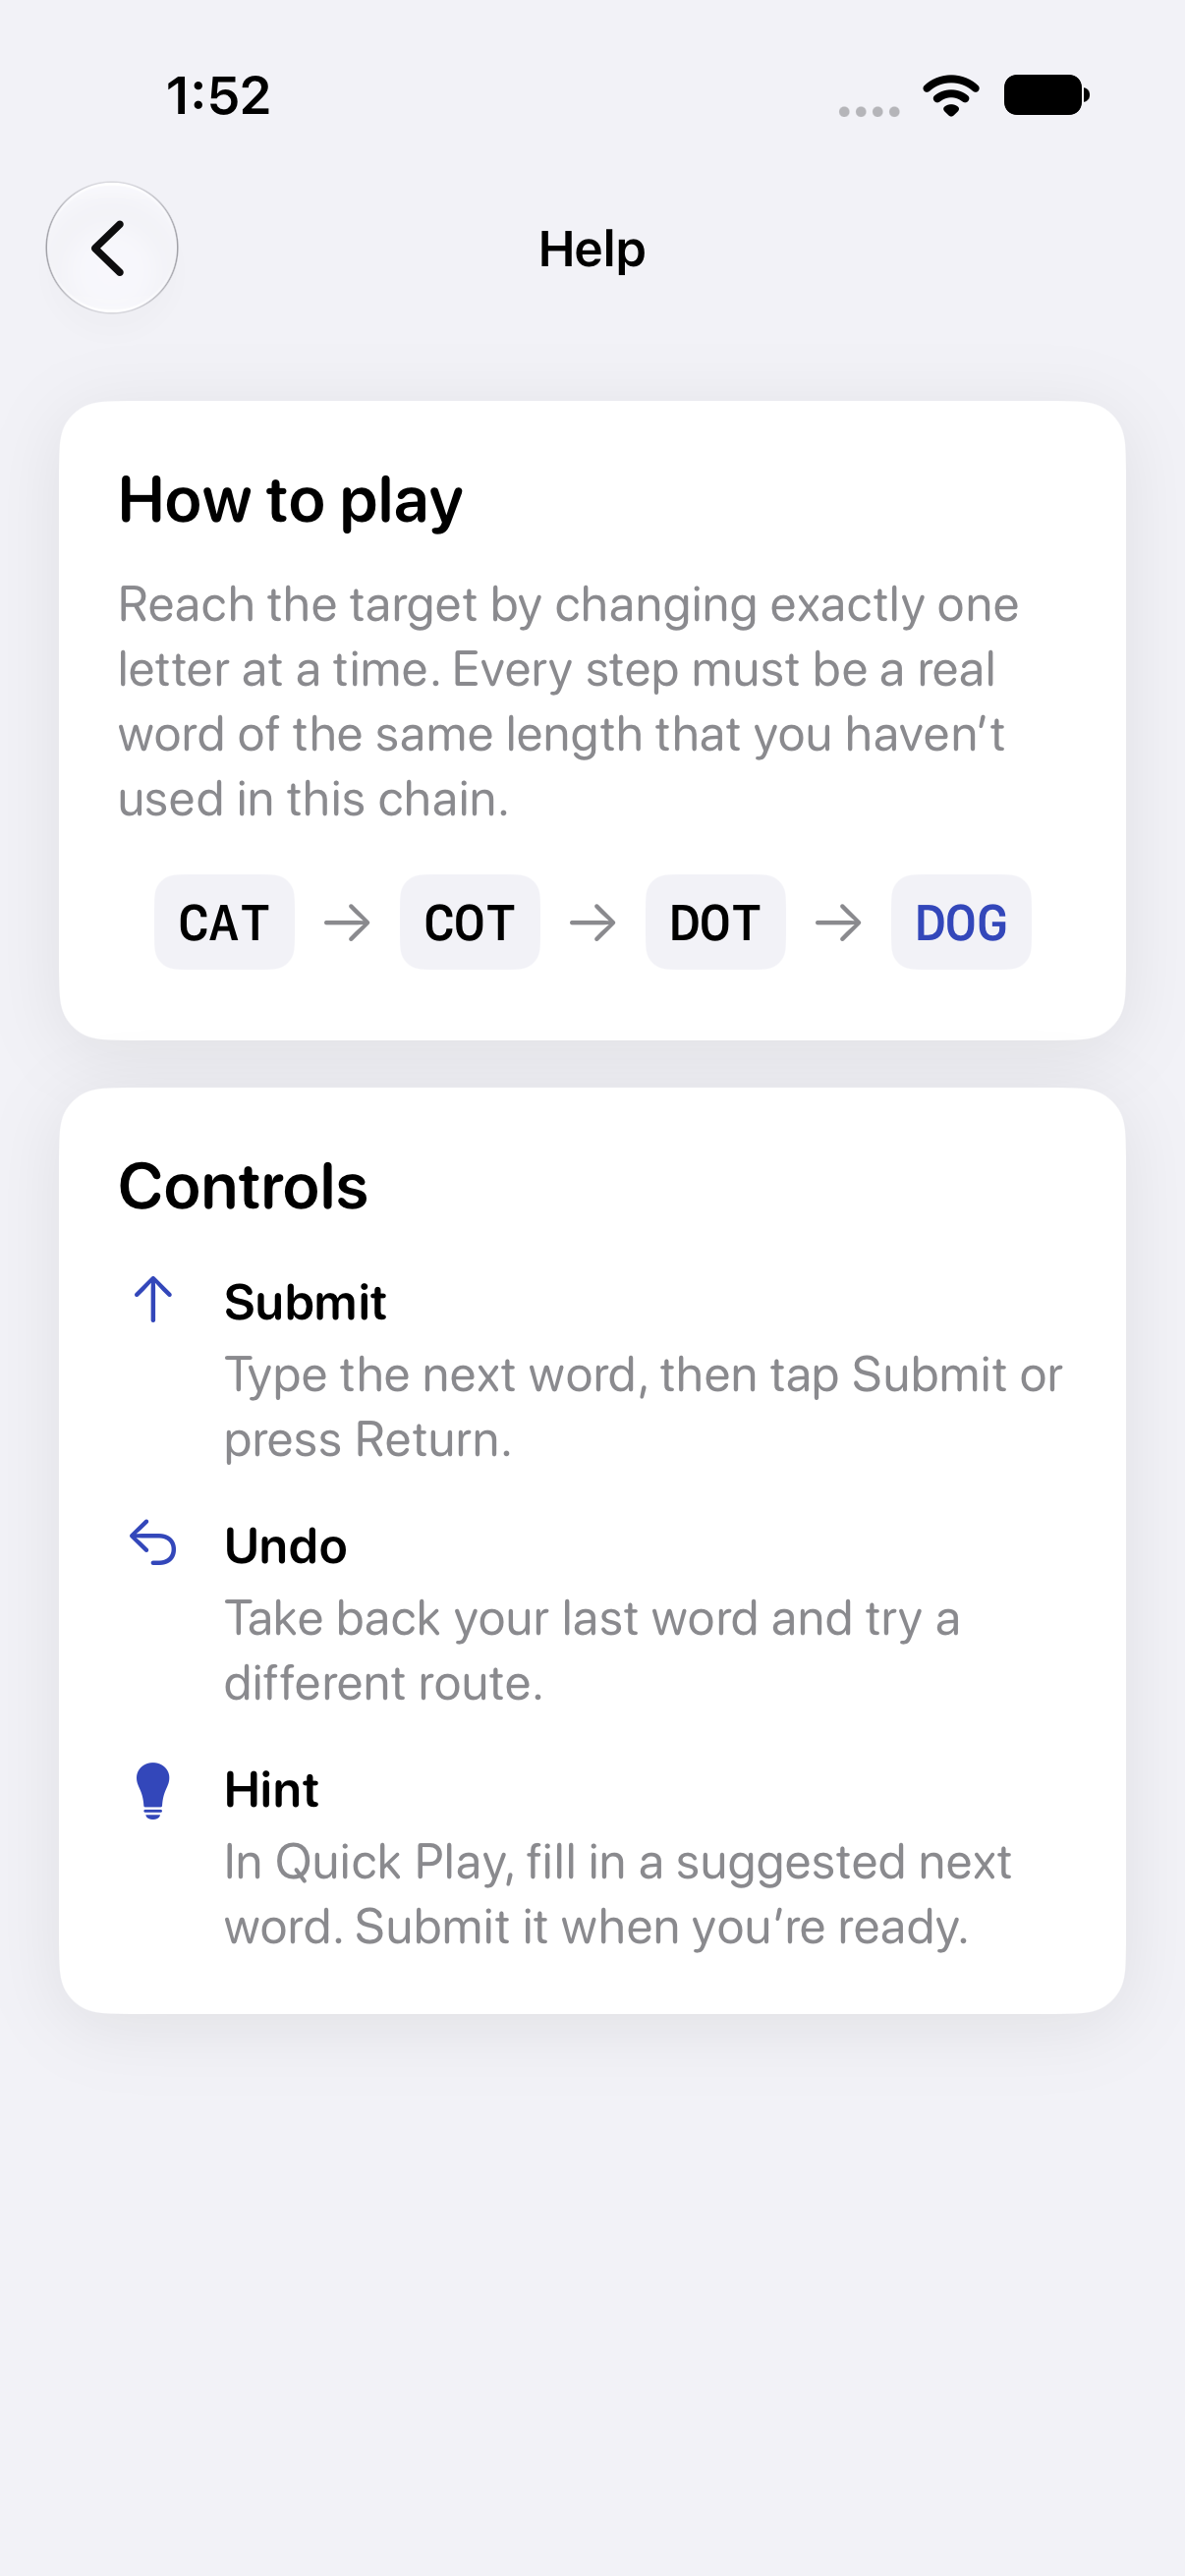 1:52
Help
How to play
Reach the target by changing exactly one
letter at a time. Every step must be a real
word of the same length that you haven’t
used in this chain.
CAT → COT → DOT → DOG
Controls
Submit
Type the next word, then tap Submit or
press Return.
Undo
Take back your last word and try a
different route.
Hint
In Quick Play, fill in a suggested next
word. Submit it when you’re ready.